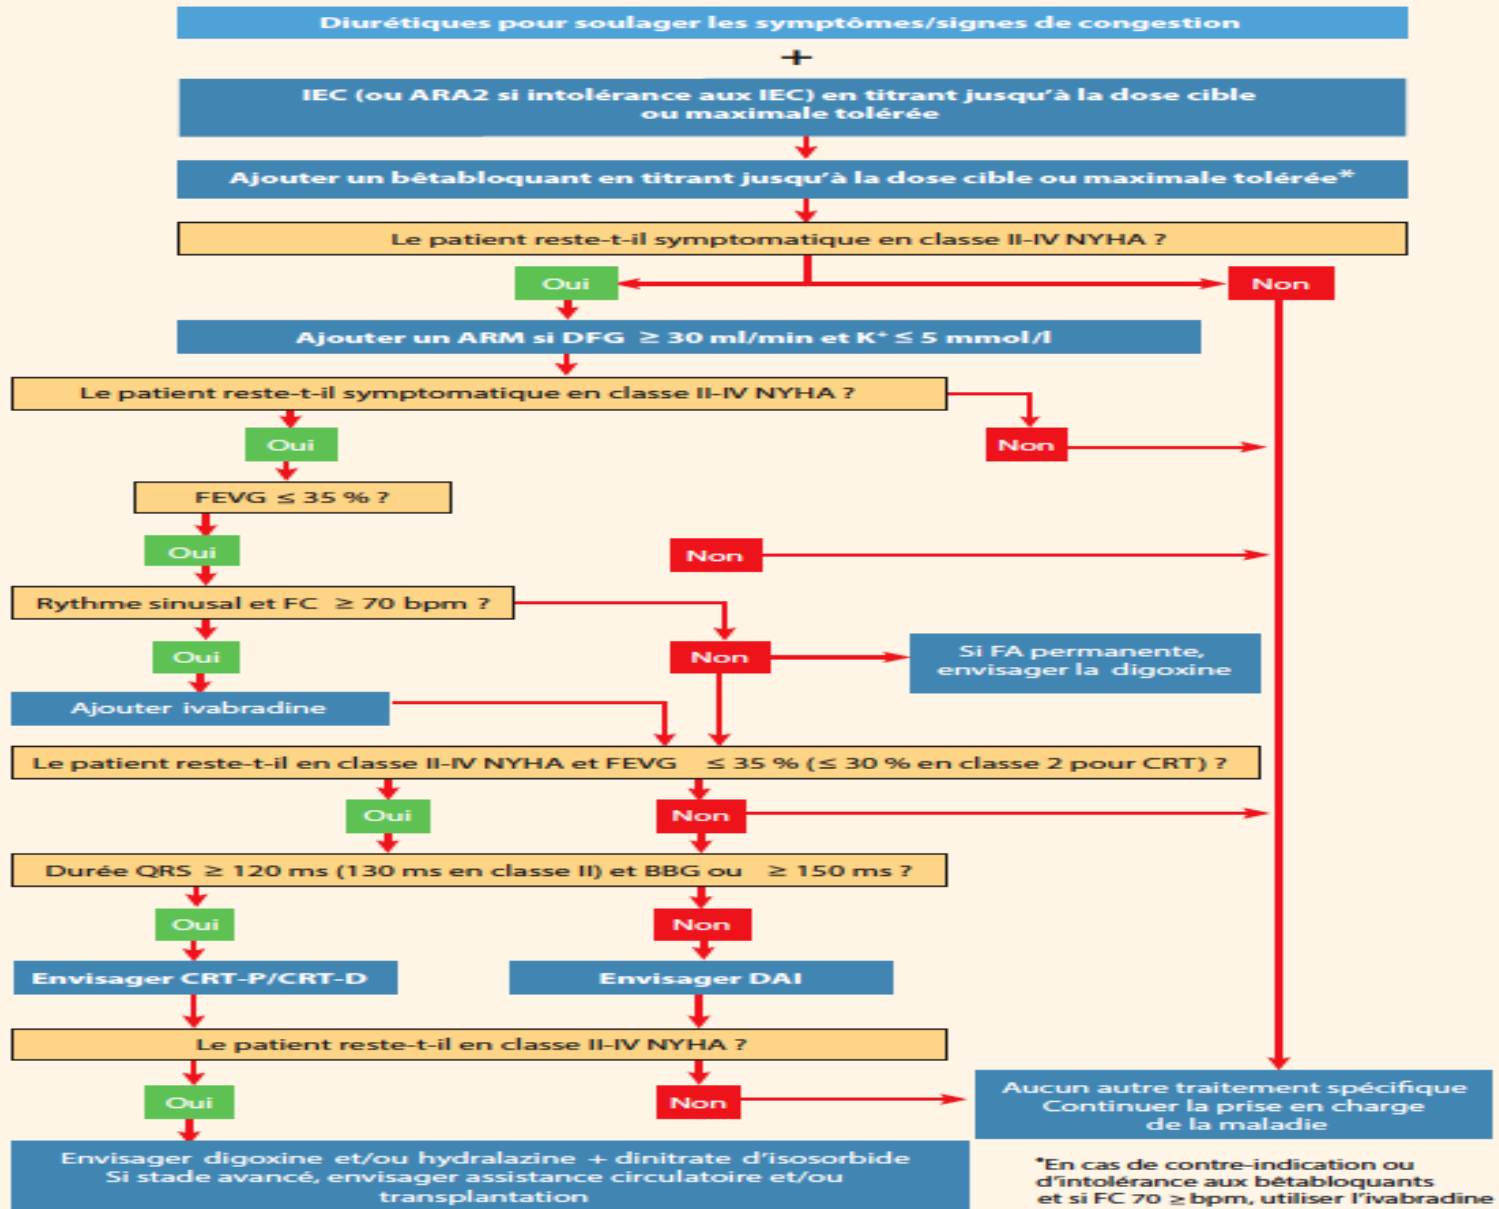 Diurétiques pour soulager les symptômes/signes de congestion
+
IEC (ou ARA2 si intolérance aux IEC) en titrant jusqu'à la dose cible
ou maximale tolérée
Ajouter un bêtabloquant en titrant jusqu'à la dose cible ou maximale tolérée*
Le patient reste-t-il symptomatique en classe II-IV NYHA ?
Oui
Non
Ajouter un ARM si DFG ≥ 30 ml/min et K⁺ ≤ 5 mmol/l
Le patient reste-t-il symptomatique en classe II-IV NYHA ?
Oui
Non
FEVG ≤ 35 % ?
Oui
Non
Rythme sinusal et FC ≥ 70 bpm ?
Oui
Non
Si FA permanente,
envisager la digoxine
Ajouter ivabradine
Le patient reste-t-il en classe II-IV NYHA et FEVG ≤ 35 % (≤ 30 % en classe 2 pour CRT) ?
Oui
Non
Durée QRS ≥ 120 ms (130 ms en classe II) et BBG ou ≥ 150 ms ?
Oui
Non
Envisager CRT-P/CRT-D
Envisager DAI
Le patient reste-t-il en classe II-IV NYHA ?
Oui
Non
Aucun autre traitement spécifique
Continuer la prise en charge
de la maladie
Envisager digoxine et/ou hydralazine + dinitrate d'isosorbide
Si stade avancé, envisager assistance circulatoire et/ou
transplantation
*En cas de contre-indication ou
d'intolérance aux bêtabloquants
et si FC 70 ≥ bpm, utiliser l'ivabradine